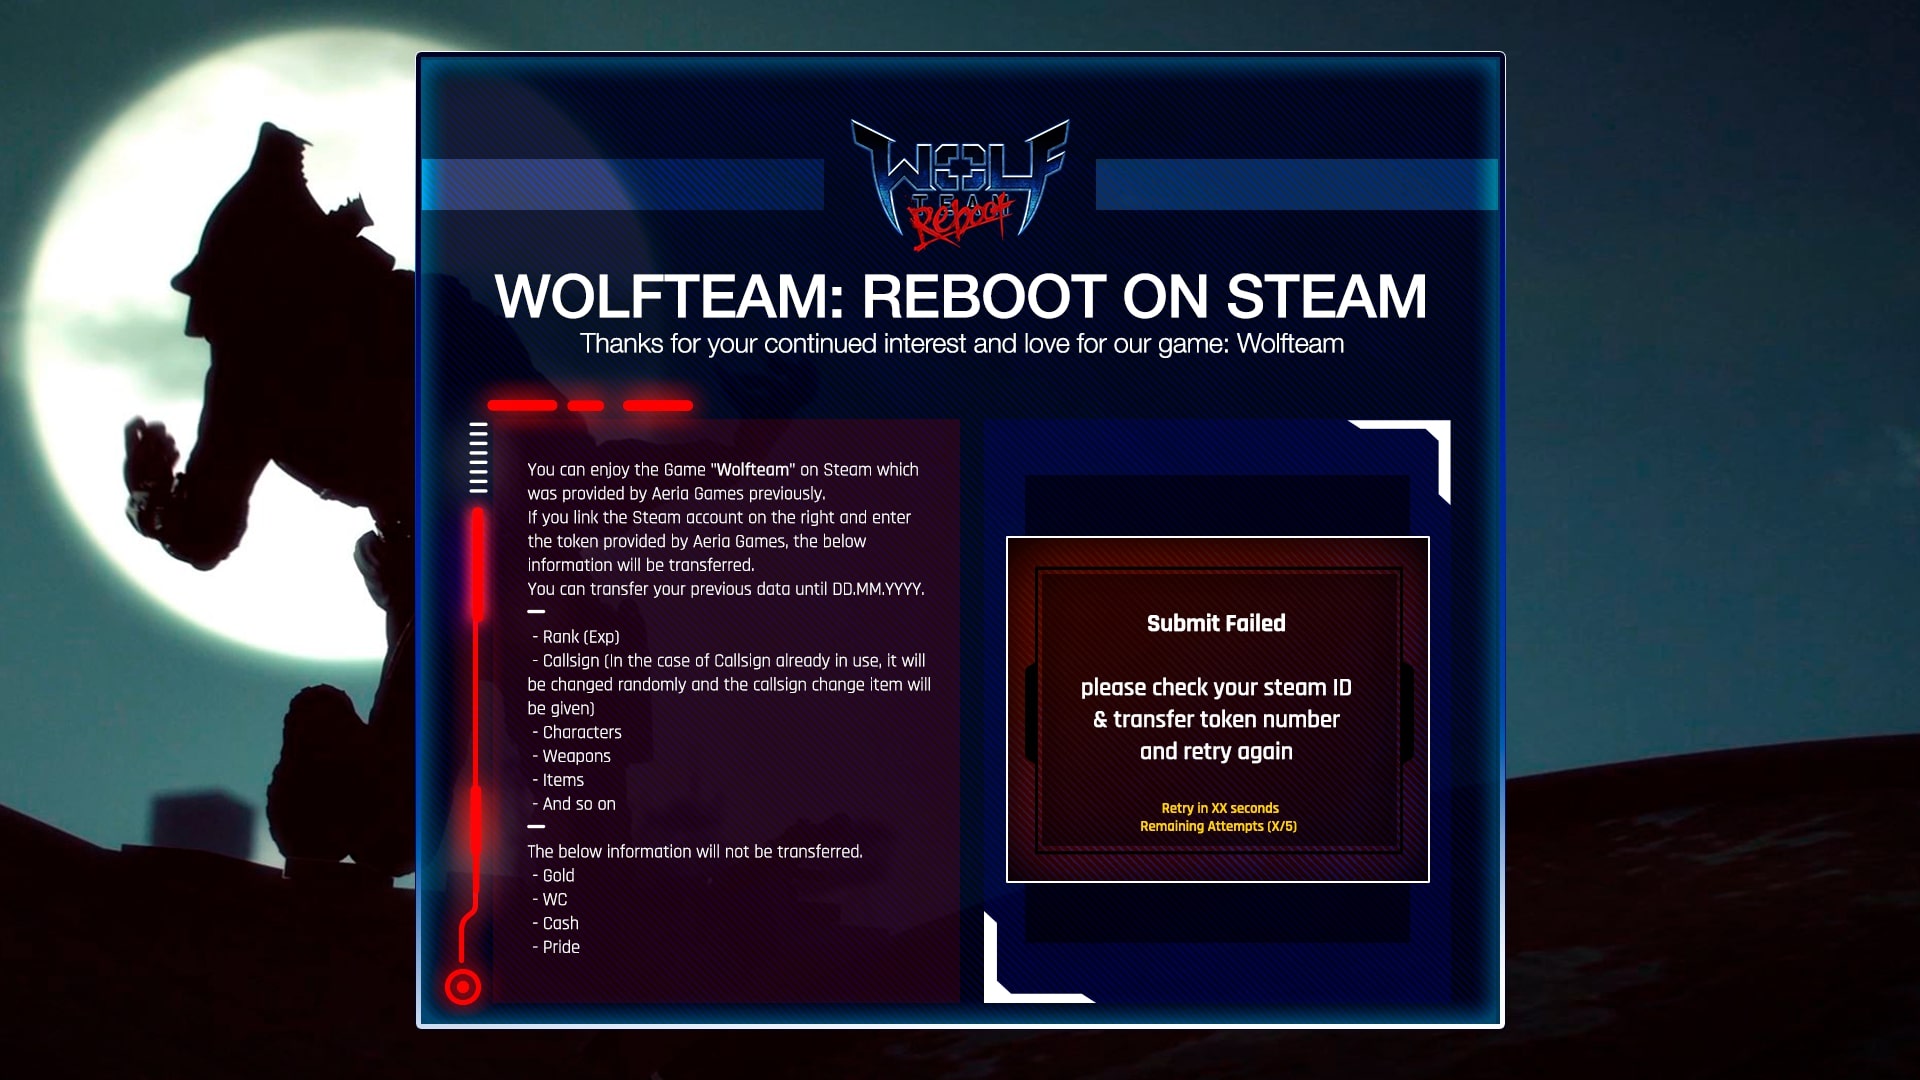 WOLF
TEAM
Reboot
WOLFTEAM: REBOOT ON STEAM
Thanks for your continued interest and love for our game: Wolfteam
You can enjoy the Game "Wolfteam" on Steam which
was provided by Aeria Games previously.
If you link the Steam account on the right and enter
the token provided by Aeria Games, the below
information will be transferred.
You can transfer your previous data until DD.MM.YYYY.
- Rank (Exp)
- Callsign (In the case of Callsign already in use, it will
be changed randomly and the callsign change item will
be given)
- Characters
- Weapons
- Items
- And so on
The below information will not be transferred.
- Gold
- WC
- Cash
- Pride
Submit Failed
please check your steam ID
& transfer token number
and retry again
Retry in XX seconds
Remaining Attempts (X/5)